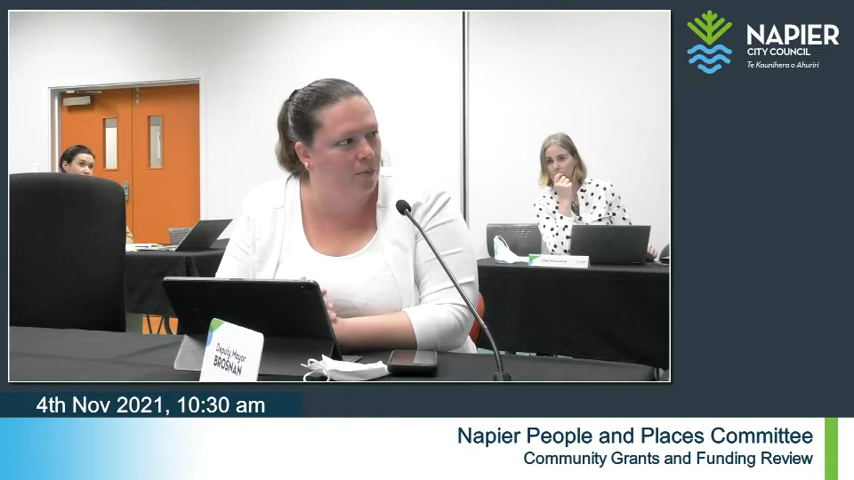 NAPIER
CITY COUNCIL
Te Kaunihera o Ahuriri
Deputy Mayor
BROSNAN
4th Nov 2021, 10:30 am
Napier People and Places Committee
Community Grants and Funding Review